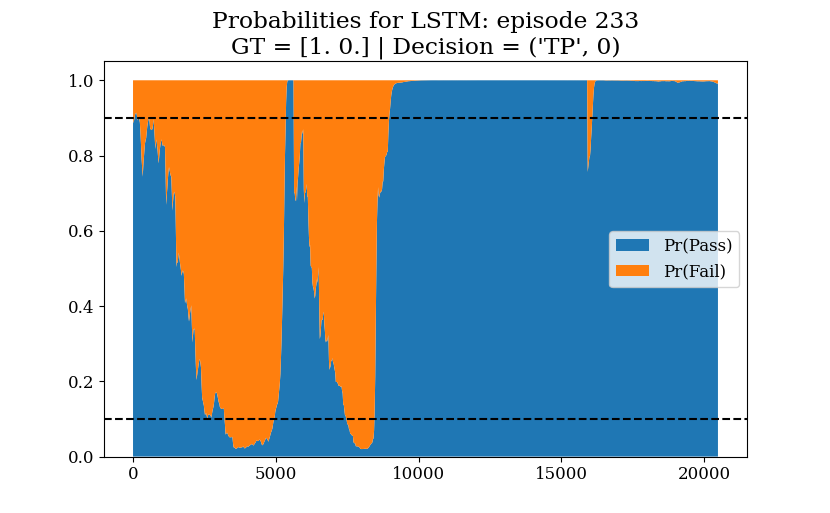 Probabilities for LSTM: episode 233
GT = [1. 0.] | Decision = ('TP', 0)
1.0
0.8
0.6
0.4
0.2
0.0
Pr(Pass)
Pr(Fail)
0
5000
10000
15000
20000